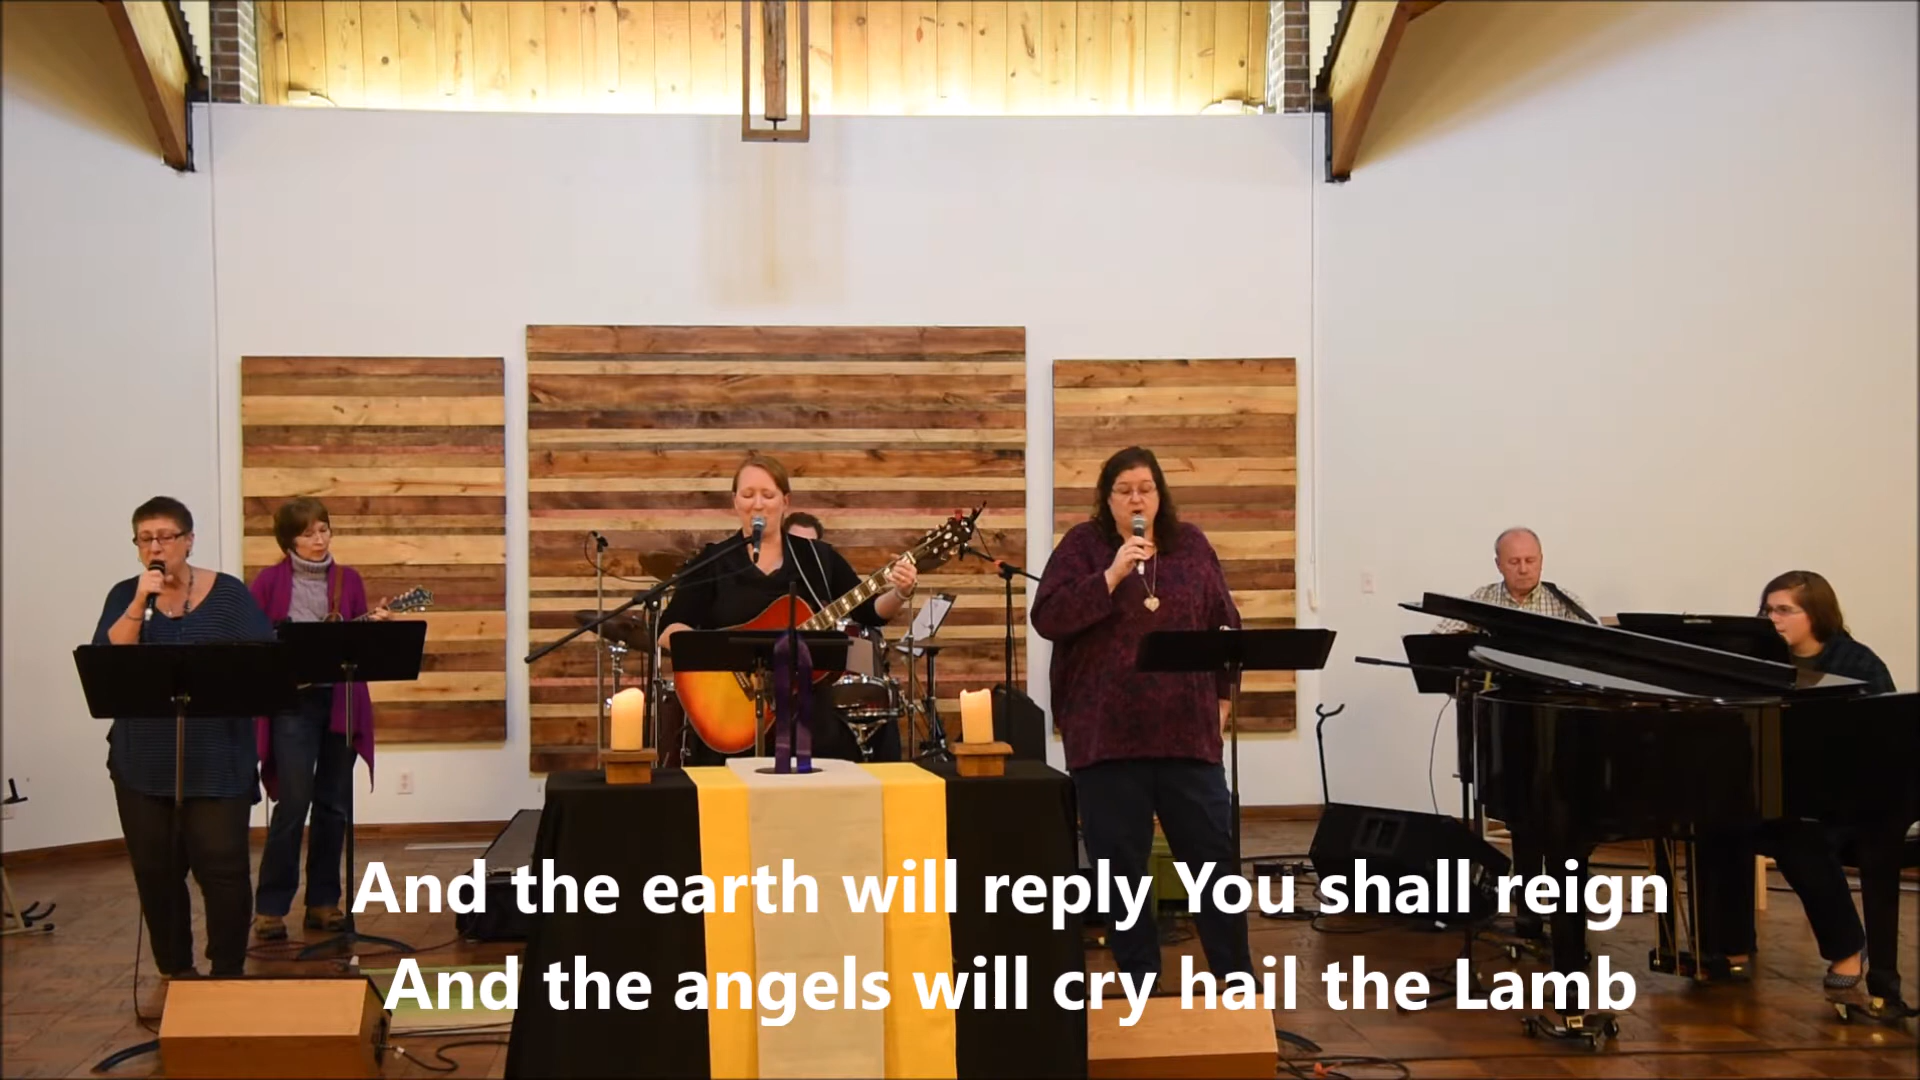 And the earth will reply You shall reign
And the angels will cry hail the Lamb